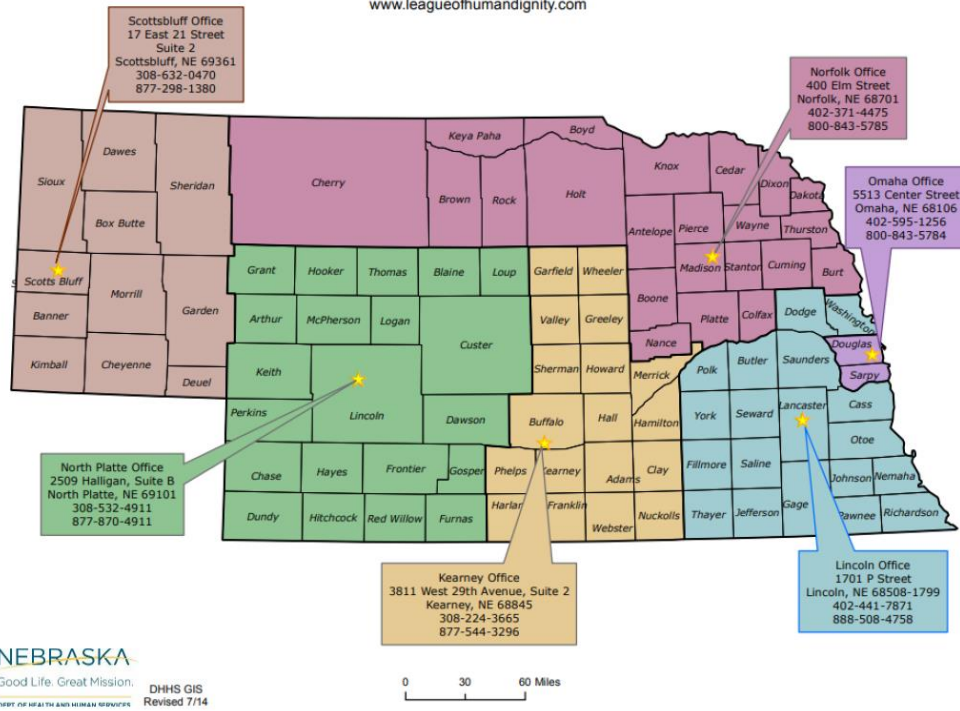 www.leagueofhumandignity.com
Scottsbluff Office
17 East 21 Street
Suite 2
Scottsbluff, NE 69361
308-632-0470
877-298-1380
Norfolk Office
400 Elm Street
Norfolk, NE 68701
402-371-4475
800-843-5785
Omaha Office
5513 Center Street
Omaha, NE 68106
402-595-1256
800-843-5784
Sioux
Dawes
Sheridan
Box Butte
Scotts Bluff
Banner
Morrill
Garden
Kimball
Cheyenne
Deuel
Cherry
Keya Paha
Boyd
Brown
Rock
Holt
Knox
Cedar
Dixon
Dakota
Antelope
Pierce
Wayne
Thurston
Madison
Stanton
Cuming
Burt
Boone
Platte
Colfax
Nance
Dodge
Washington
Douglas
Sarpy
Grant
Hooker
Thomas
Blaine
Loup
Garfield
Wheeler
Arthur
McPherson
Logan
Custer
Valley
Greeley
Keith
Lincoln
Sherman
Howard
Merrick
Polk
Butler
Saunders
Perkins
Dawson
Buffalo
Hall
Hamilton
York
Seward
Lancaster
Cass
Otoe
Chase
Hayes
Frontier
Gosper
Phelps
Kearney
Adams
Clay
Fillmore
Saline
Johnson
Nemaha
Dundy
Hitchcock
Red Willow
Furnas
Harlan
Franklin
Webster
Nuckolls
Thayer
Jefferson
Gage
Pawnee
Richardson
North Platte Office
2509 Halligan, Suite B
North Platte, NE 69101
308-532-4911
877-870-4911
Kearney Office
3811 West 29th Avenue, Suite 2
Kearney, NE 68845
308-224-3665
877-544-3296
Lincoln Office
1701 P Street
Lincoln, NE 68508-1799
402-441-7871
888-508-4758
NEBRASKA
Good Life. Great Mission.
DEPT. OF HEALTH AND HUMAN SERVICES
DHHS GIS
Revised 7/14
0 30 60 Miles